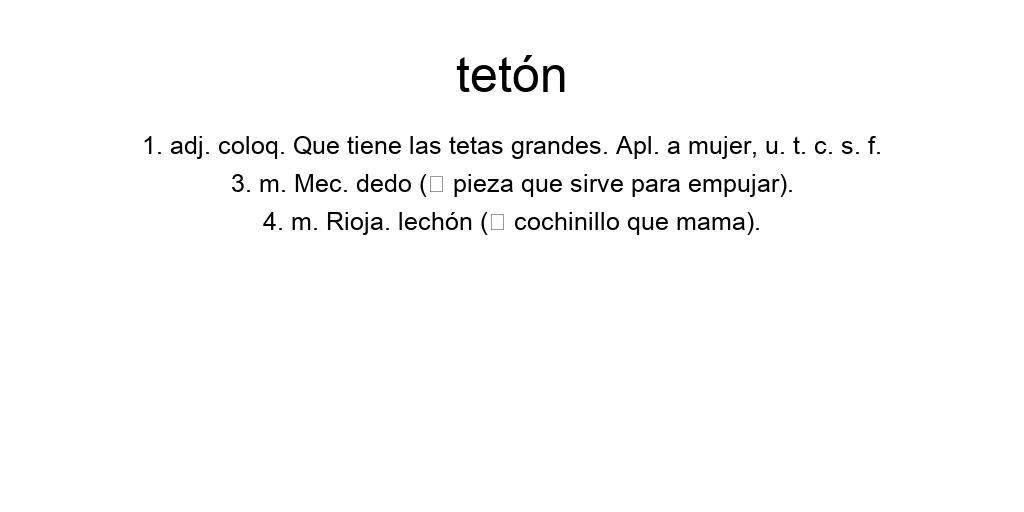 tetón
1. adj. coloq. Que tiene las tetas grandes. Apl. a mujer, u. t. c. s. f.
3. m. Mec. dedo (□ pieza que sirve para empujar).
4. m. Rioja. lechón (□ cochinillo que mama).